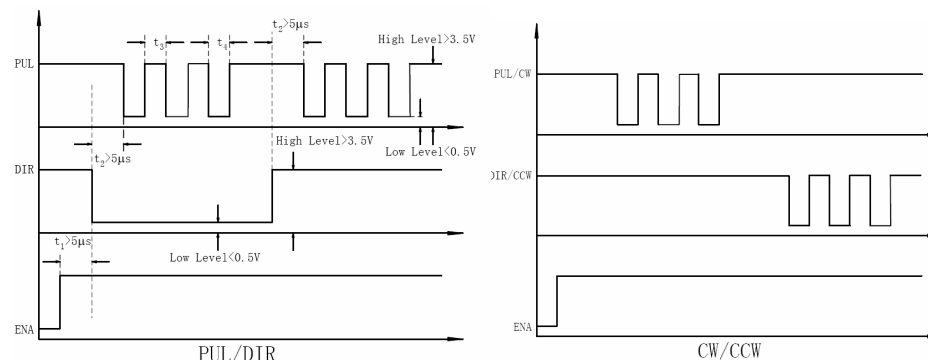 t2>5µs
t3
t4
High Level>3.5V
PUL
High Level>3.5V
Low Level<0.5V
t2>5µs
DIR
t1>5µs
Low Level<0.5V
ENA
PUL/DIR
PUL/CW
DIR/CCW
ENA
CW/CCW